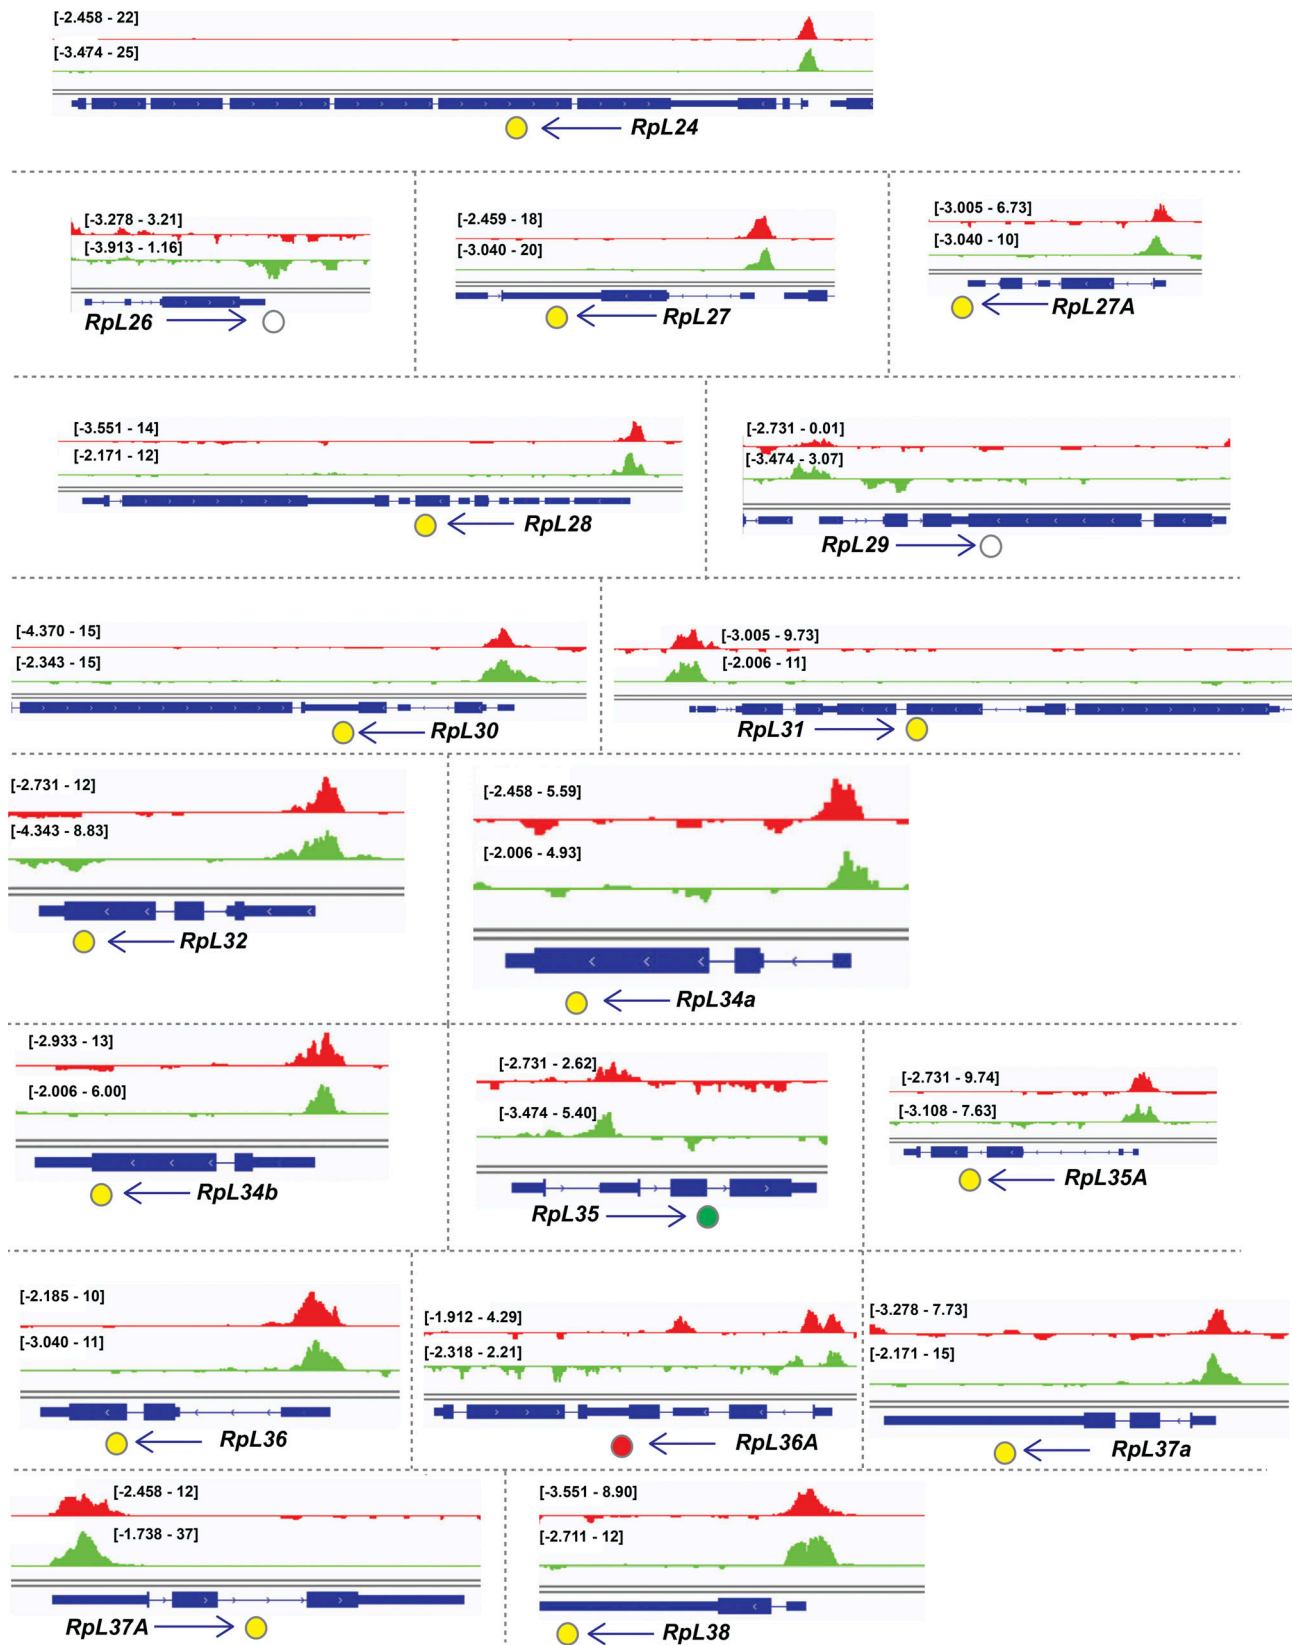 [-2.458 - 22]
[-3.474 - 25]
RpL24
[-3.278 - 3.21]
[-3.913 - 1.16]
RpL26
[-2.459 - 18]
[-3.040 - 20]
RpL27
[-3.005 - 6.73]
[-3.040 - 10]
RpL27A
[-3.551 - 14]
[-2.171 - 12]
RpL28
[-2.731 - 0.01]
[-3.474 - 3.07]
RpL29
[-4.370 - 15]
[-2.343 - 15]
RpL30
[-3.005 - 9.73]
[-2.006 - 11]
RpL31
[-2.731 - 12]
[-4.343 - 8.83]
RpL32
[-2.458 - 5.59]
[-2.006 - 4.93]
RpL34a
[-2.933 - 13]
[-2.006 - 6.00]
RpL34b
[-2.731 - 2.62]
[-3.474 - 5.40]
RpL35
[-2.731 - 9.74]
[-3.108 - 7.63]
RpL35A
[-2.185 - 10]
[-3.040 - 11]
RpL36
[-1.912 - 4.29]
[-2.318 - 2.21]
RpL36A
[-3.278 - 7.73]
[-2.171 - 15]
RpL37a
[-2.458 - 12]
[-1.738 - 37]
RpL37A
[-3.551 - 8.90]
[-2.711 - 12]
RpL38